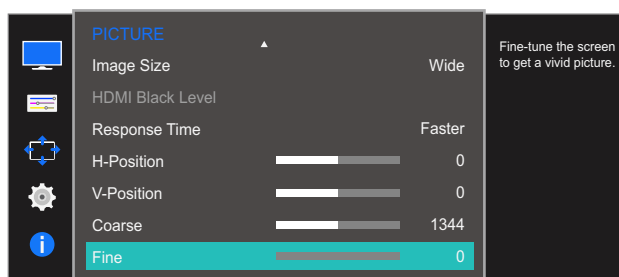 PICTURE
Image Size Wide
HDMI Black Level
Response Time Faster
H-Position 0
V-Position 0
Coarse 1344
Fine 0
Fine-tune the screen
to get a vivid picture.